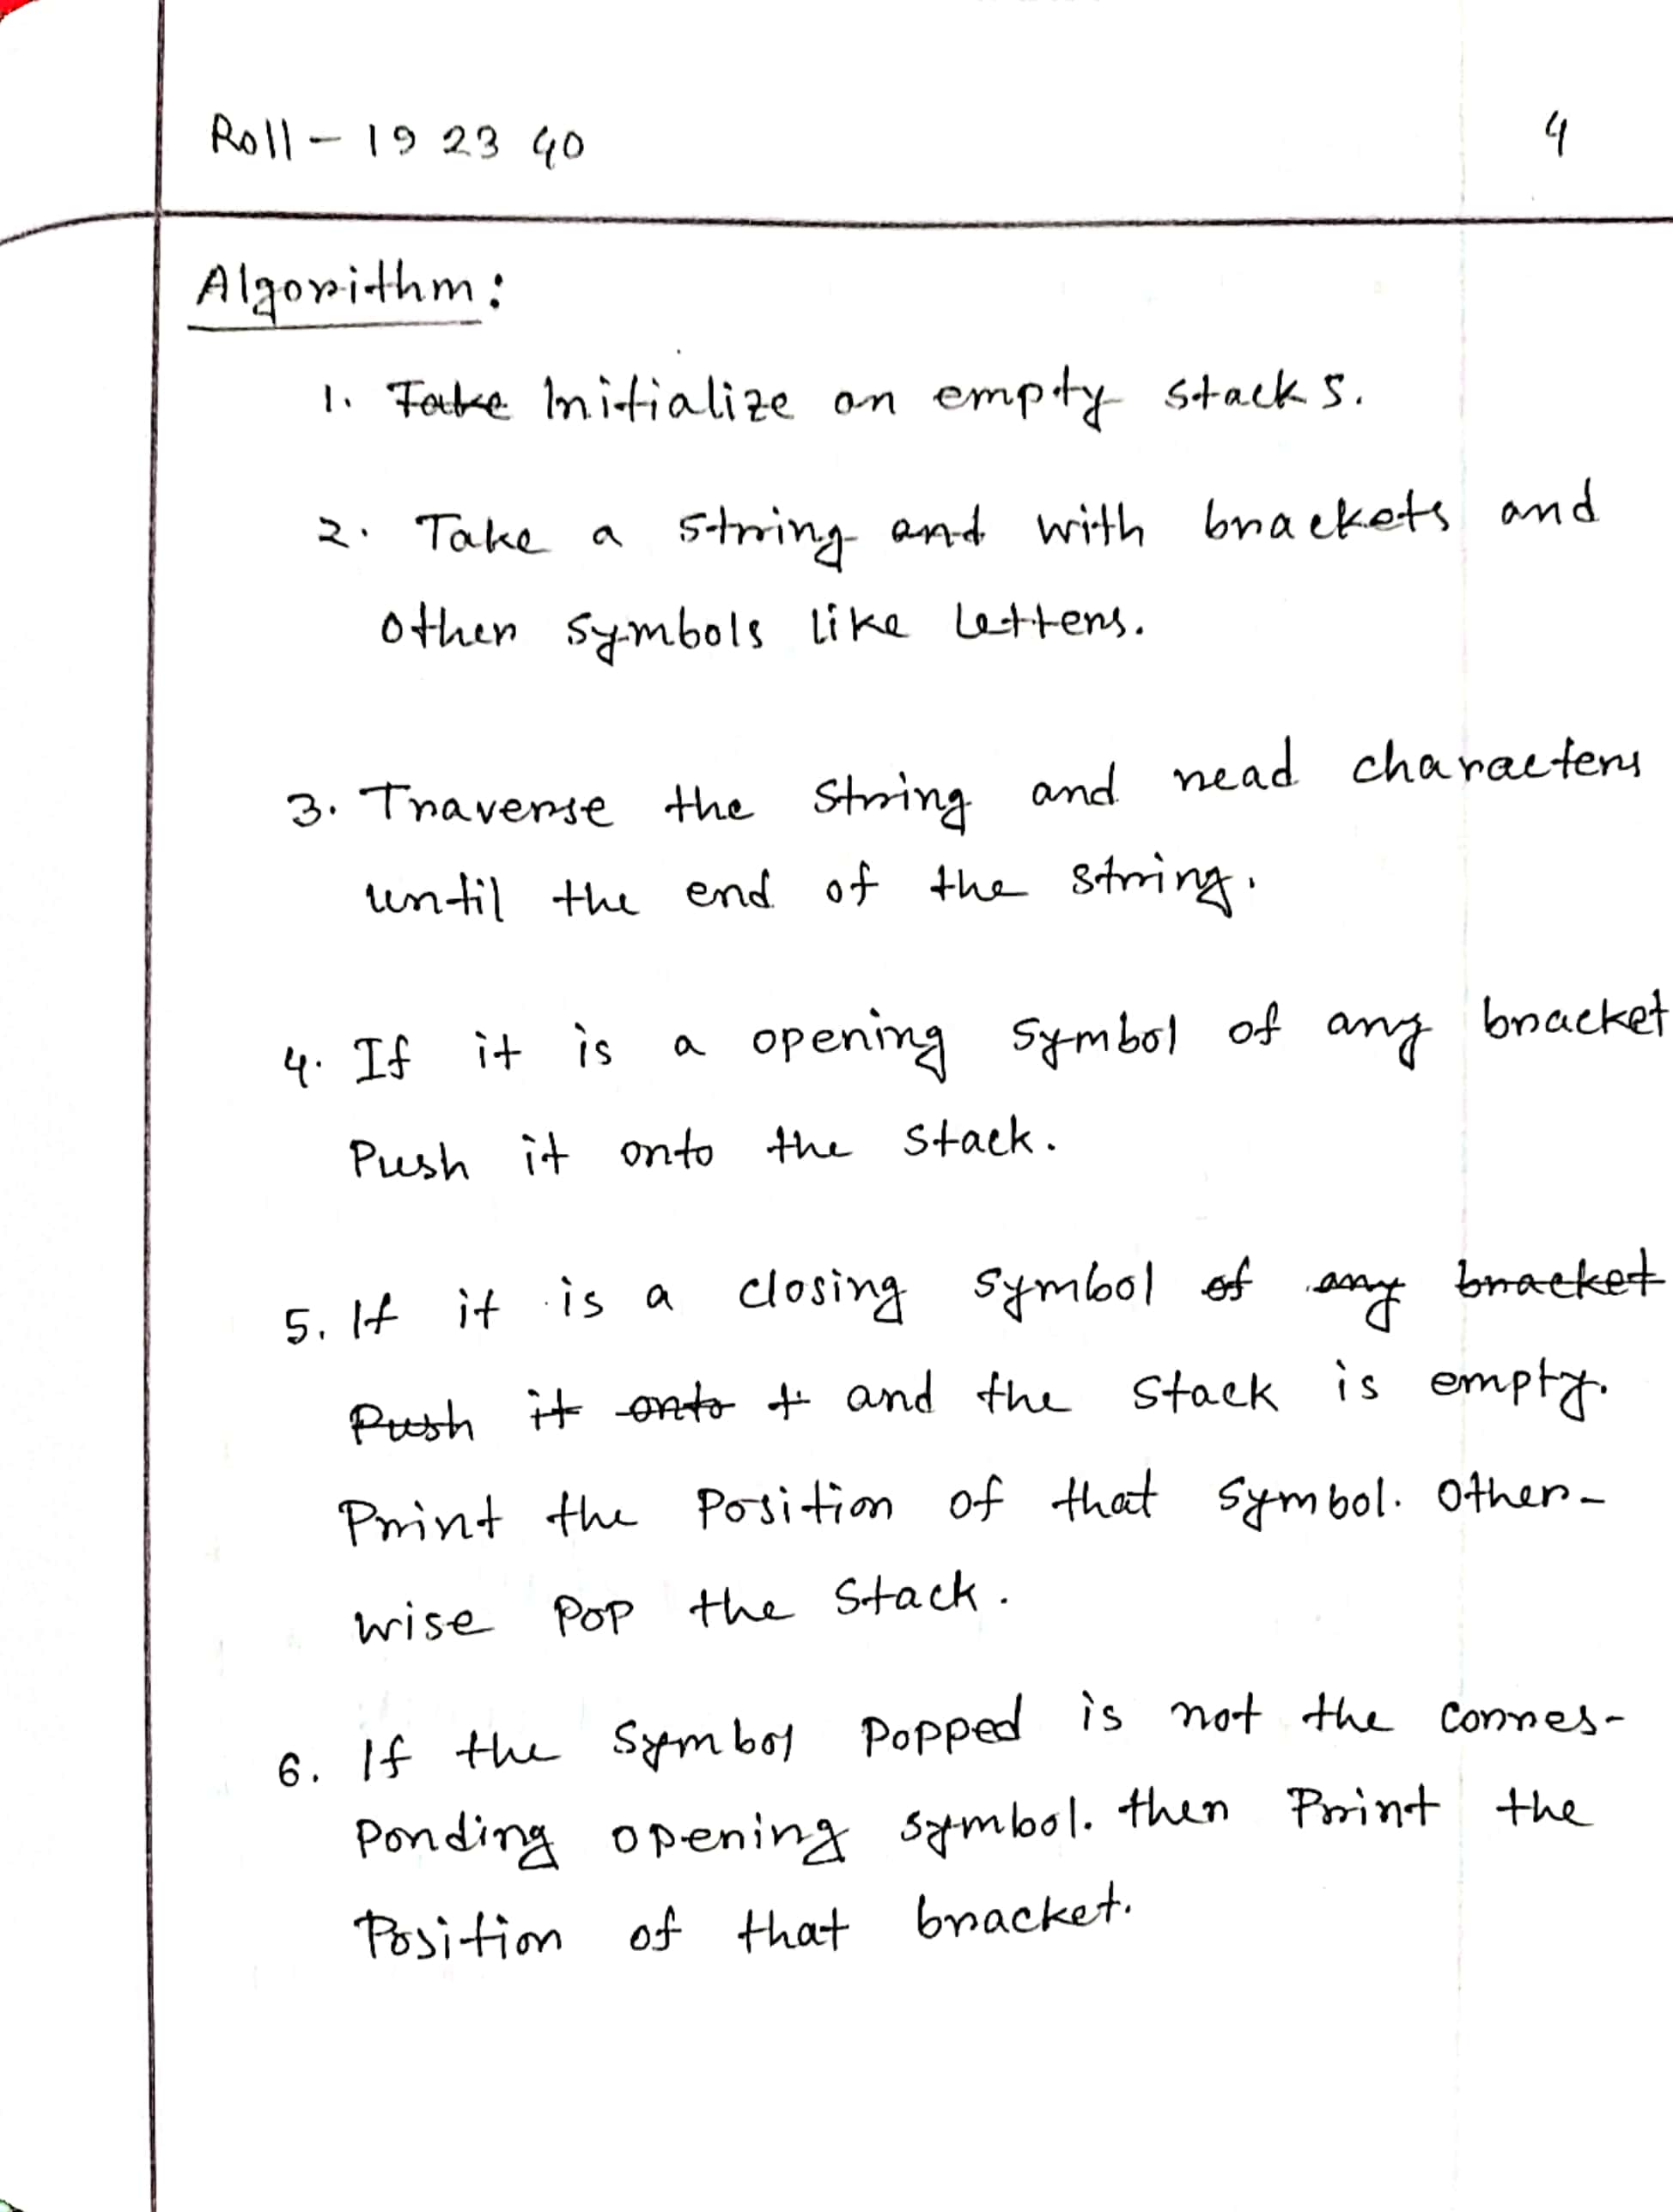 Roll - 19 23 40
4
Algorithm:
1. Take Initialize an empty stack S.
2. Take a string and with brackets and
other symbols like letters.
3. Traverse the string and read characters
until the end of the string.
4. If it is a opening symbol of any bracket
Push it onto the stack.
5. If it is a closing symbol of any bracket
Push it onto t and the stack is empty.
Print the Position of that symbol. Other-
wise Pop the Stack.
6. If the symbol Popped is not the corres-
Ponding opening symbol. then Print the
Position of that bracket.